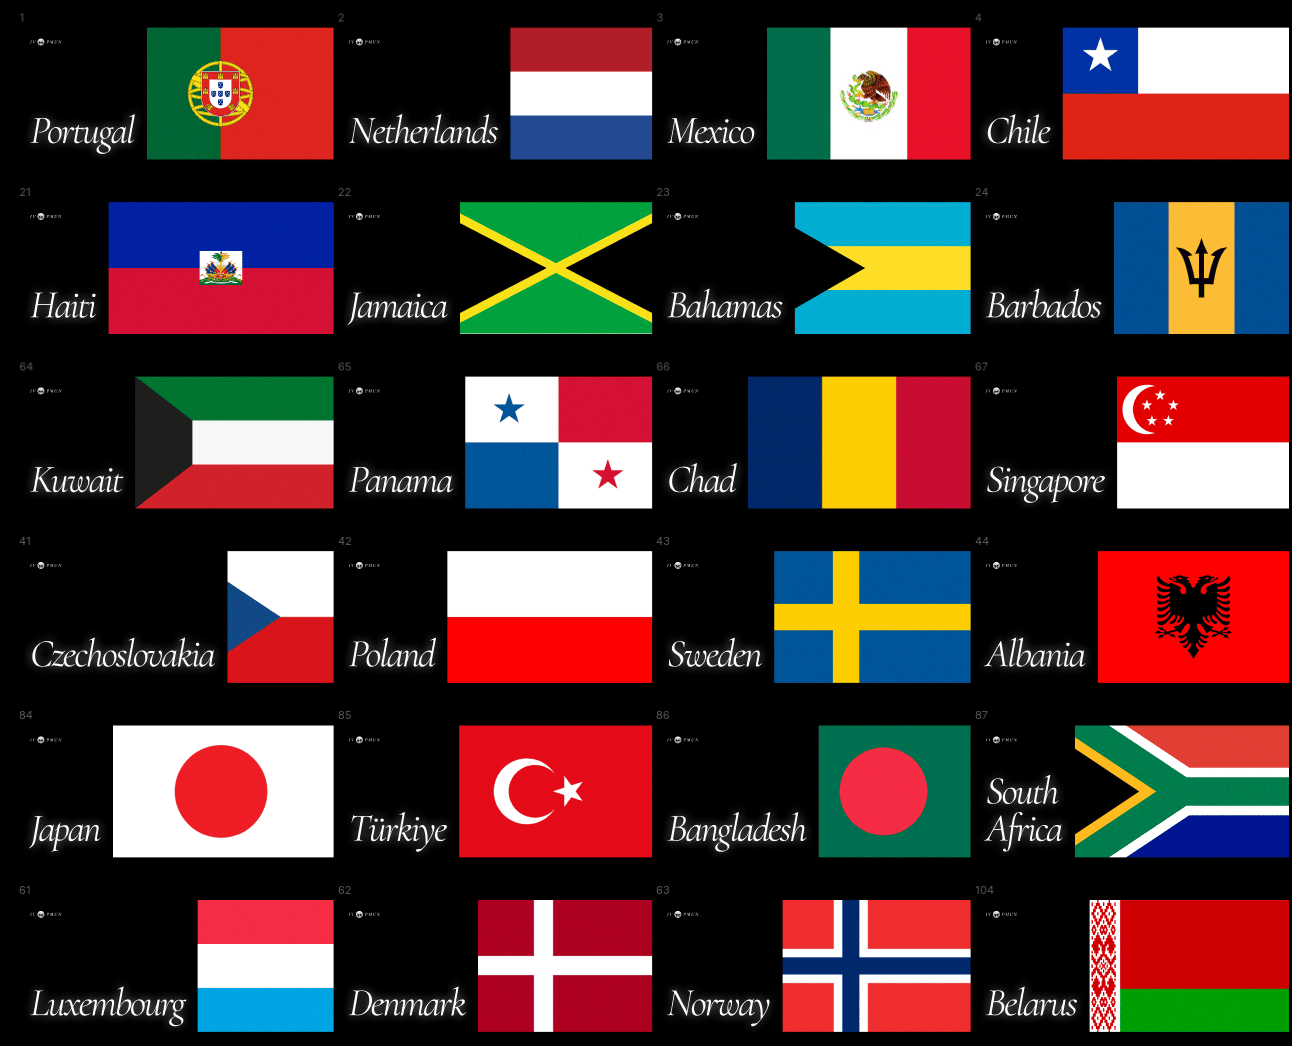 1 2 3 4
Portugal Netherlands Mexico Chile
21 22 23 24
Haiti Jamaica Bahamas Barbados
64 65 66 67
Kuwait Panama Chad Singapore
41 42 43 44
Czechoslovakia Poland Sweden Albania
84 85 86 87
Japan Türkiye Bangladesh South
Africa
61 62 63 104
Luxembourg Denmark Norway Belarus